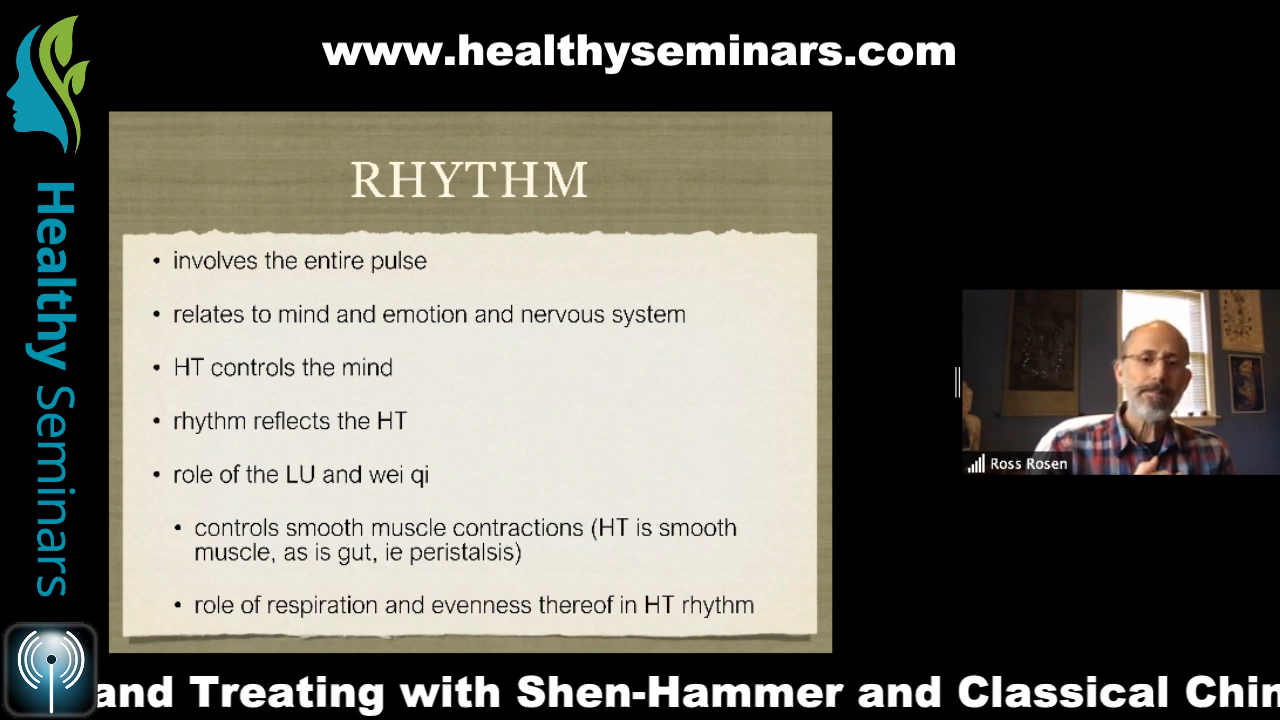 www.healthyseminars.com
Healthy Seminars
RHYTHM
• involves the entire pulse
• relates to mind and emotion and nervous system
• HT controls the mind
• rhythm reflects the HT
• role of the LU and wei qi
• controls smooth muscle contractions (HT is smooth
muscle, as is gut, ie peristalsis)
• role of respiration and evenness thereof in HT rhythm
Ross Rosen
and Treating with Shen-Hammer and Classical Chin